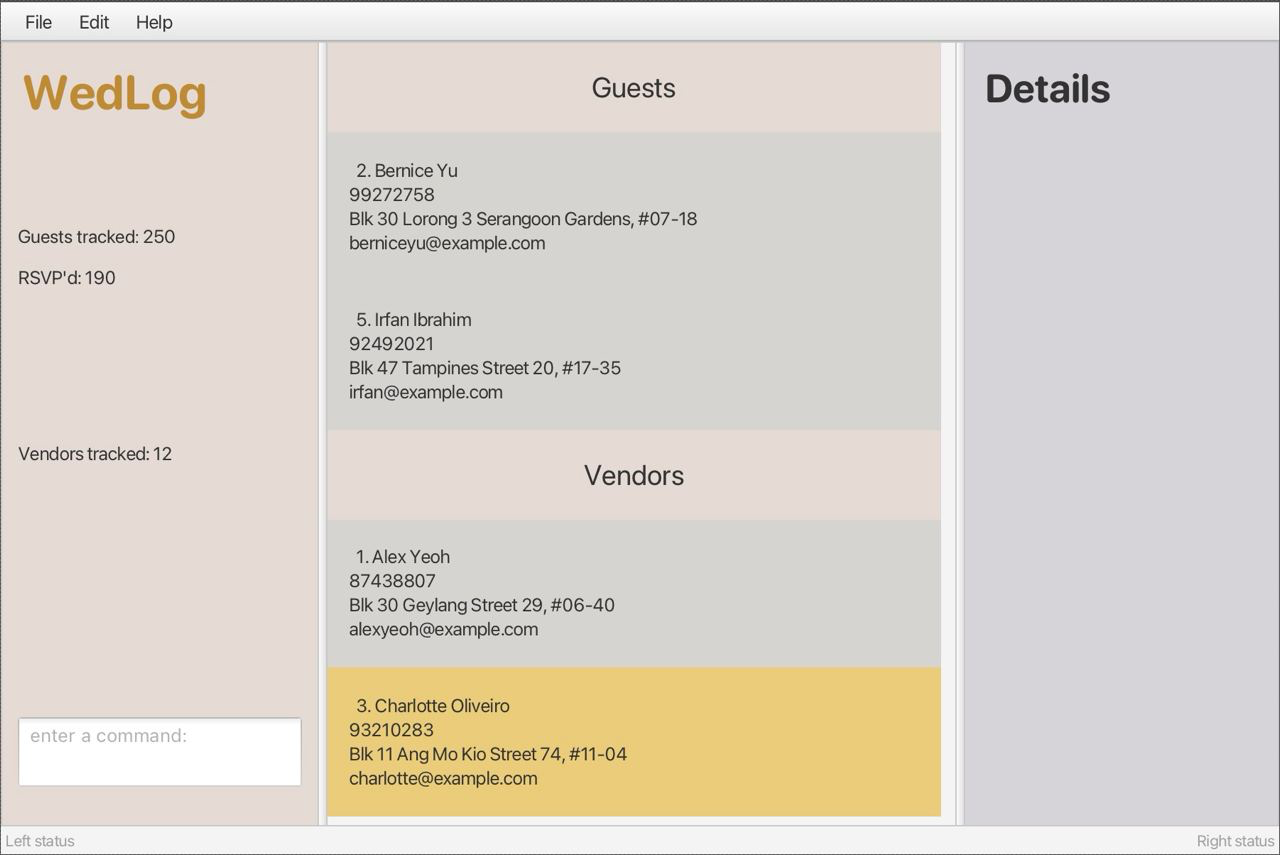 File Edit Help
WedLog
Guests tracked: 250
RSVP'd: 190
Vendors tracked: 12
enter a command:
Guests
2. Bernice Yu
99272758
Blk 30 Lorong 3 Serangoon Gardens, #07-18
berniceyu@example.com
5. Irfan Ibrahim
92492021
Blk 47 Tampines Street 20, #17-35
irfan@example.com
Vendors
1. Alex Yeoh
87438807
Blk 30 Geylang Street 29, #06-40
alexyeoh@example.com
3. Charlotte Oliveiro
93210283
Blk 11 Ang Mo Kio Street 74, #11-04
charlotte@example.com
Details
Left status
Right status